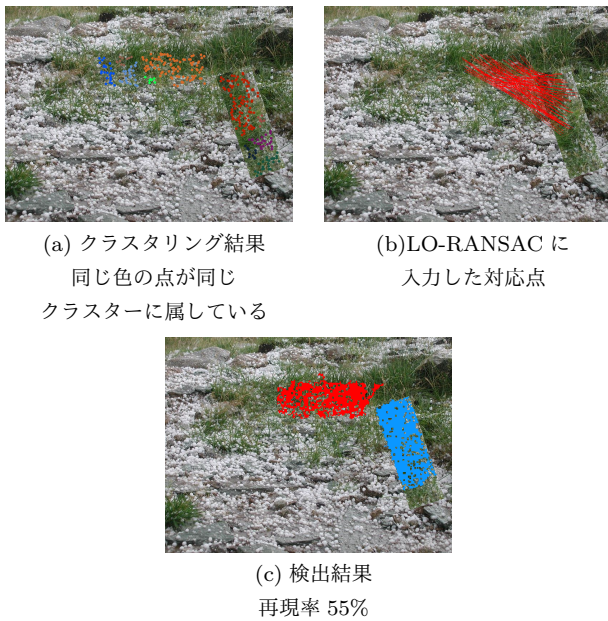 (a) クラスタリング結果
同じ色の点が同じ
クラスターに属している
(b)LO-RANSAC に
入力した対応点
(c) 検出結果
再現率 55%